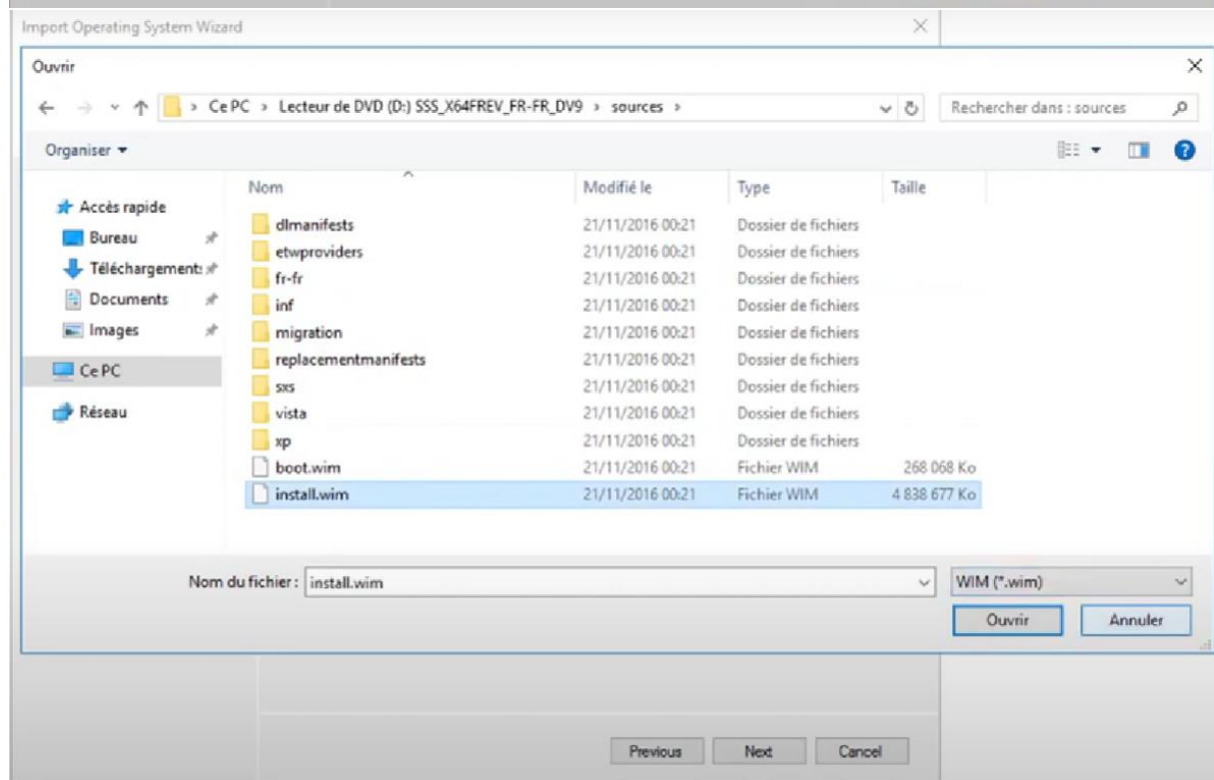 Import Operating System Wizard
Ouvrir
Ce PC > Lecteur de DVD (D:) SSS_X64FREV_FR-FR_DV9 > sources >
Rechercher dans : sources
Organiser
Nom Modifié le Type Taille
Accès rapide
Bureau
Téléchargement:
Documents
Images
Ce PC
Réseau
dlmanifests 21/11/2016 00:21 Dossier de fichiers
etwproviders 21/11/2016 00:21 Dossier de fichiers
fr-fr 21/11/2016 00:21 Dossier de fichiers
inf 21/11/2016 00:21 Dossier de fichiers
migration 21/11/2016 00:21 Dossier de fichiers
replacementmanifests 21/11/2016 00:21 Dossier de fichiers
sxs 21/11/2016 00:21 Dossier de fichiers
vista 21/11/2016 00:21 Dossier de fichiers
xp 21/11/2016 00:21 Dossier de fichiers
boot.wim 21/11/2016 00:21 Fichier WIM 268 068 Ko
install.wim 21/11/2016 00:21 Fichier WIM 4 838 677 Ko
Nom du fichier : install.wim
WIM (*.wim)
Ouvrir Annuler
Previous Next Cancel